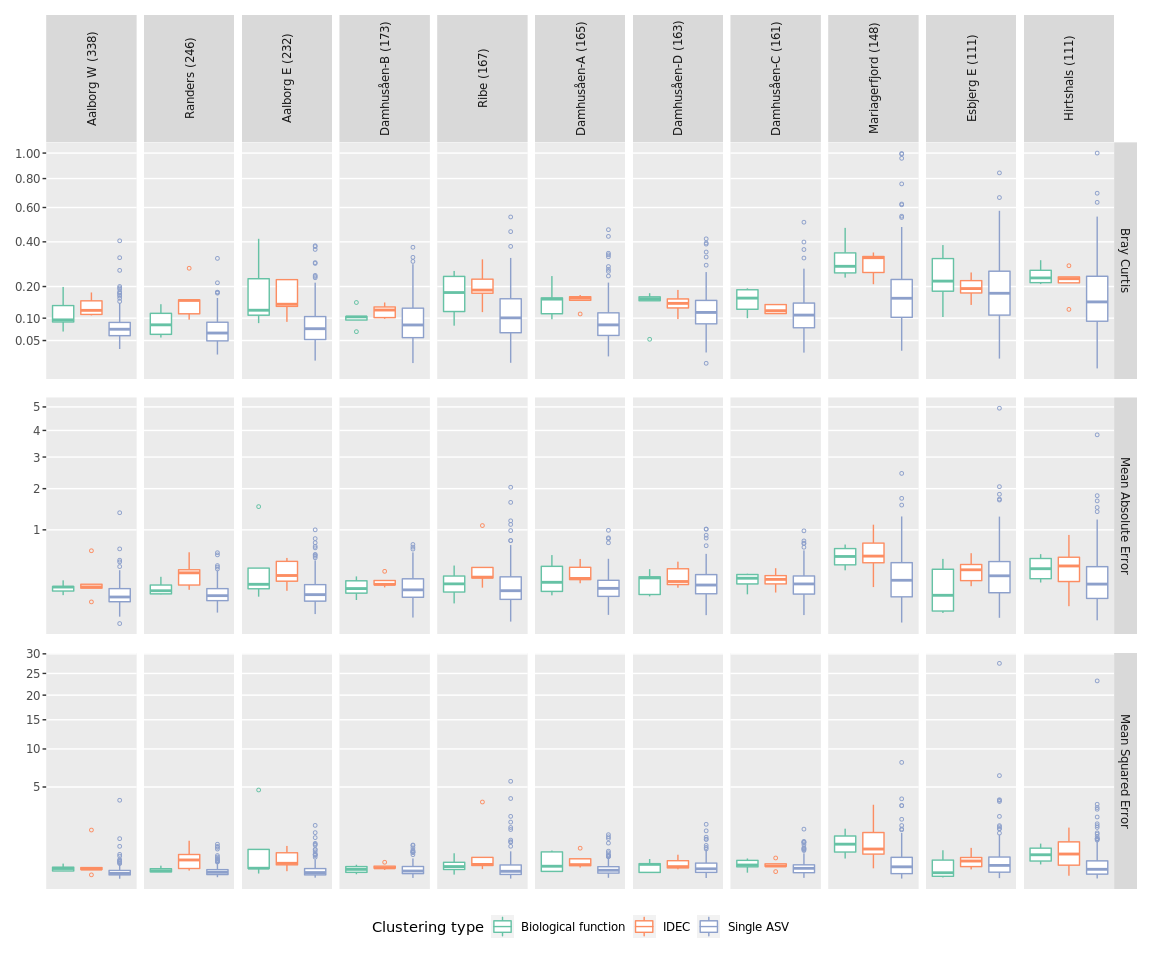 Aalborg W (338)
Randers (246)
Aalborg E (232)
Damhusåen-B (173)
Ribe (167)
Damhusåen-A (165)
Damhusåen-D (163)
Damhusåen-C (161)
Mariagerfjord (148)
Esbjerg E (111)
Hirtshals (111)
1.00
0.80
0.60
0.40
0.20
0.10
0.05
Bray Curtis
5
4
3
2
1
Mean Absolute Error
30
25
20
15
10
5
Mean Squared Error
Clustering type Biological function IDEC Single ASV